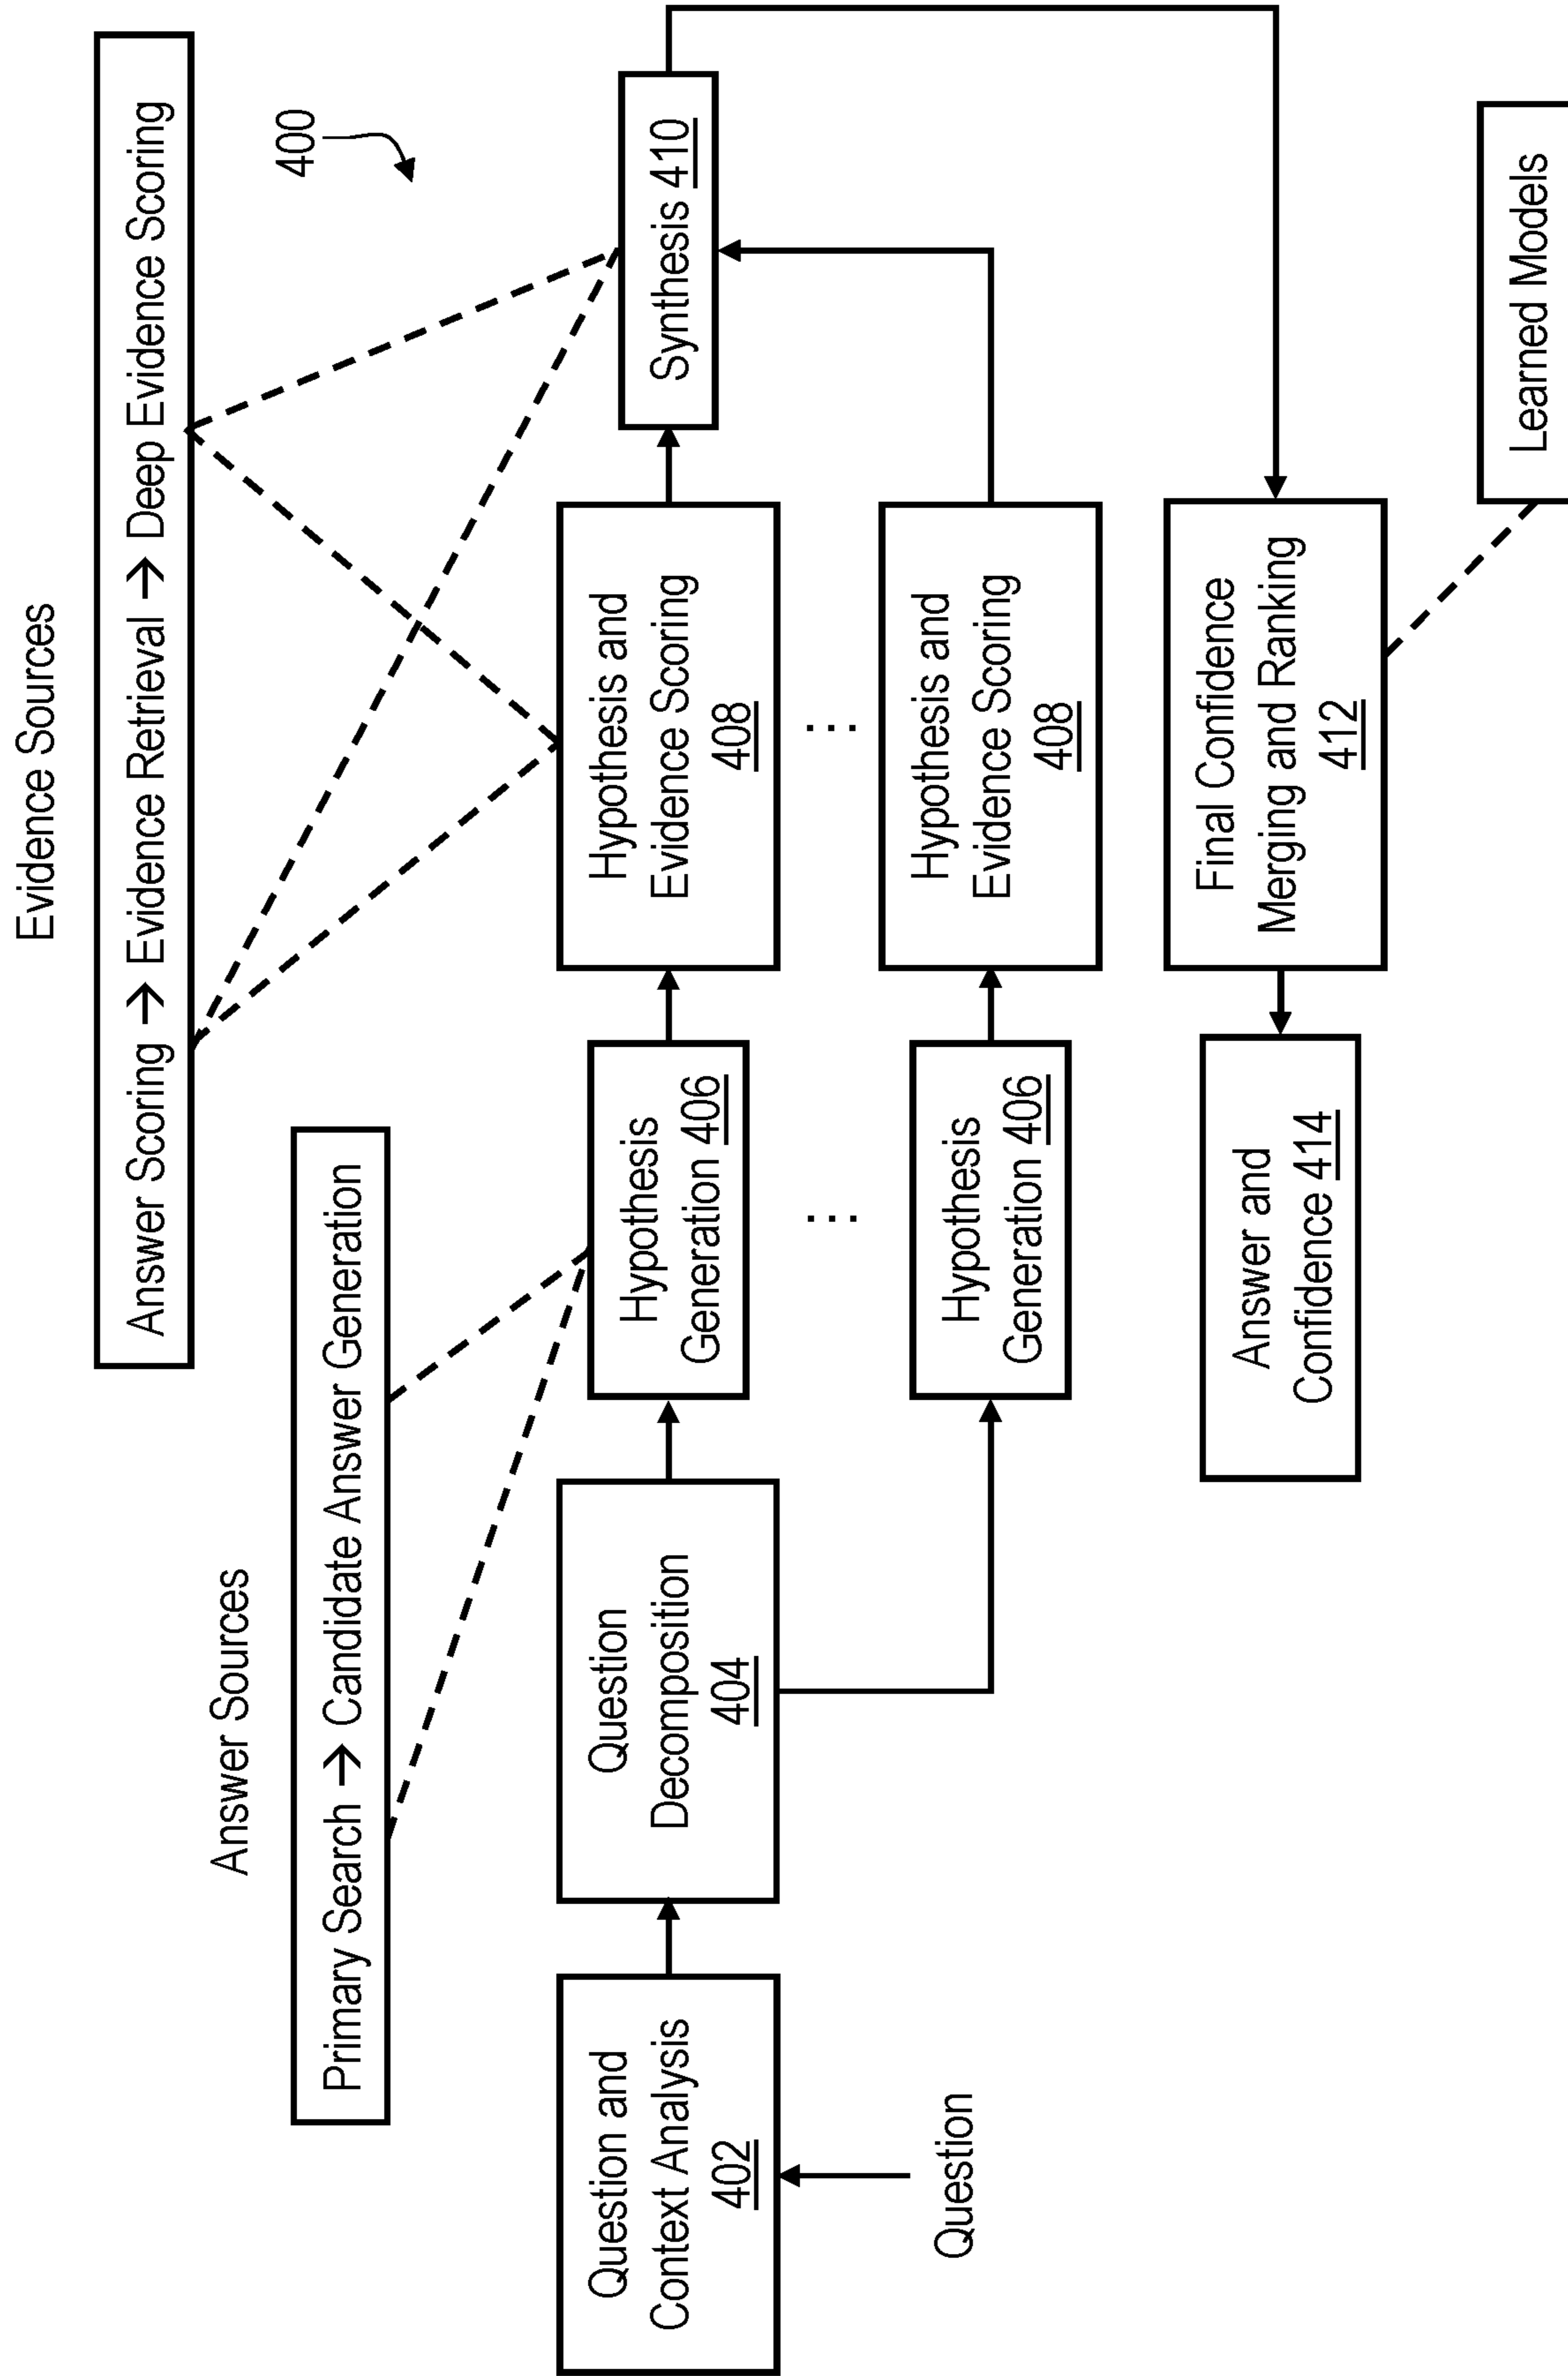 Evidence Sources
Answer Scoring → Evidence Retrieval → Deep Evidence Scoring
400
Answer Sources
Primary Search → Candidate Answer Generation
Question and
Context Analysis
402
Question
Decomposition
404
Hypothesis
Generation 406
Hypothesis and
Evidence Scoring
408
Synthesis 410
...
...
Hypothesis
Generation 406
Hypothesis and
Evidence Scoring
408
Question
Answer and
Confidence 414
Final Confidence
Merging and Ranking
412
Learned Models